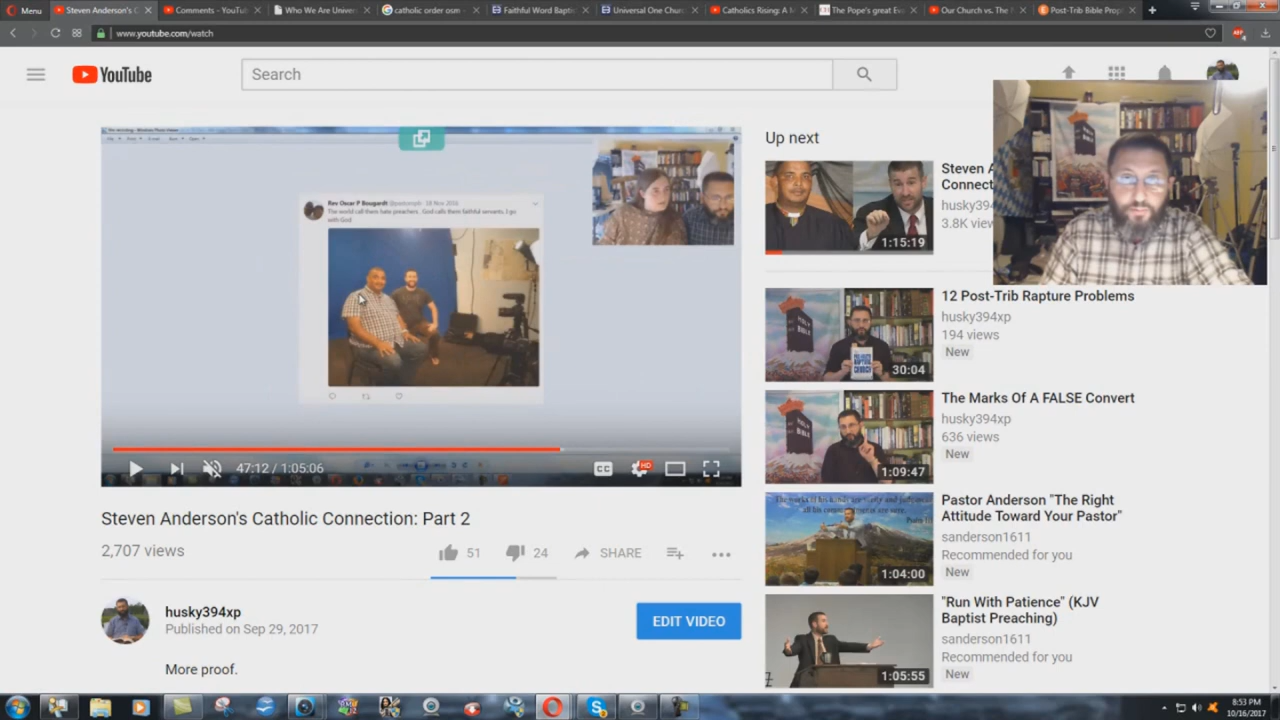 Menu
Steven Anderson's C
Comments - YouTub
Who We Are Univer
catholic order osm -
Faithful Word Baptis
Universal One Churc
Catholics Rising: A M
The Pope's great Ev
Our Church vs. The
Post-Trib Bible Prop
www.youtube.com/watch
YouTube
Search
Rev Oscar P Bougardt
The world call them hate preachers. God calls them faithful servants. I go
with God
47:12 / 1:05:06
CC
HD
Steven Anderson's Catholic Connection: Part 2
2,707 views
51
24
SHARE
husky394xp
Published on Sep 29, 2017
EDIT VIDEO
More proof.
Up next
Steven A
Connect
husky39
3.8K view
1:15:19
12 Post-Trib Rapture Problems
husky394xp
194 views
New
30:04
The Marks Of A FALSE Convert
husky394xp
636 views
New
1:09:47
Pastor Anderson "The Right
Attitude Toward Your Pastor"
sanderson1611
Recommended for you
New
1:04:00
"Run With Patience" (KJV
Baptist Preaching)
sanderson1611
Recommended for you
New
1:05:55
8:53 PM
10/16/2017